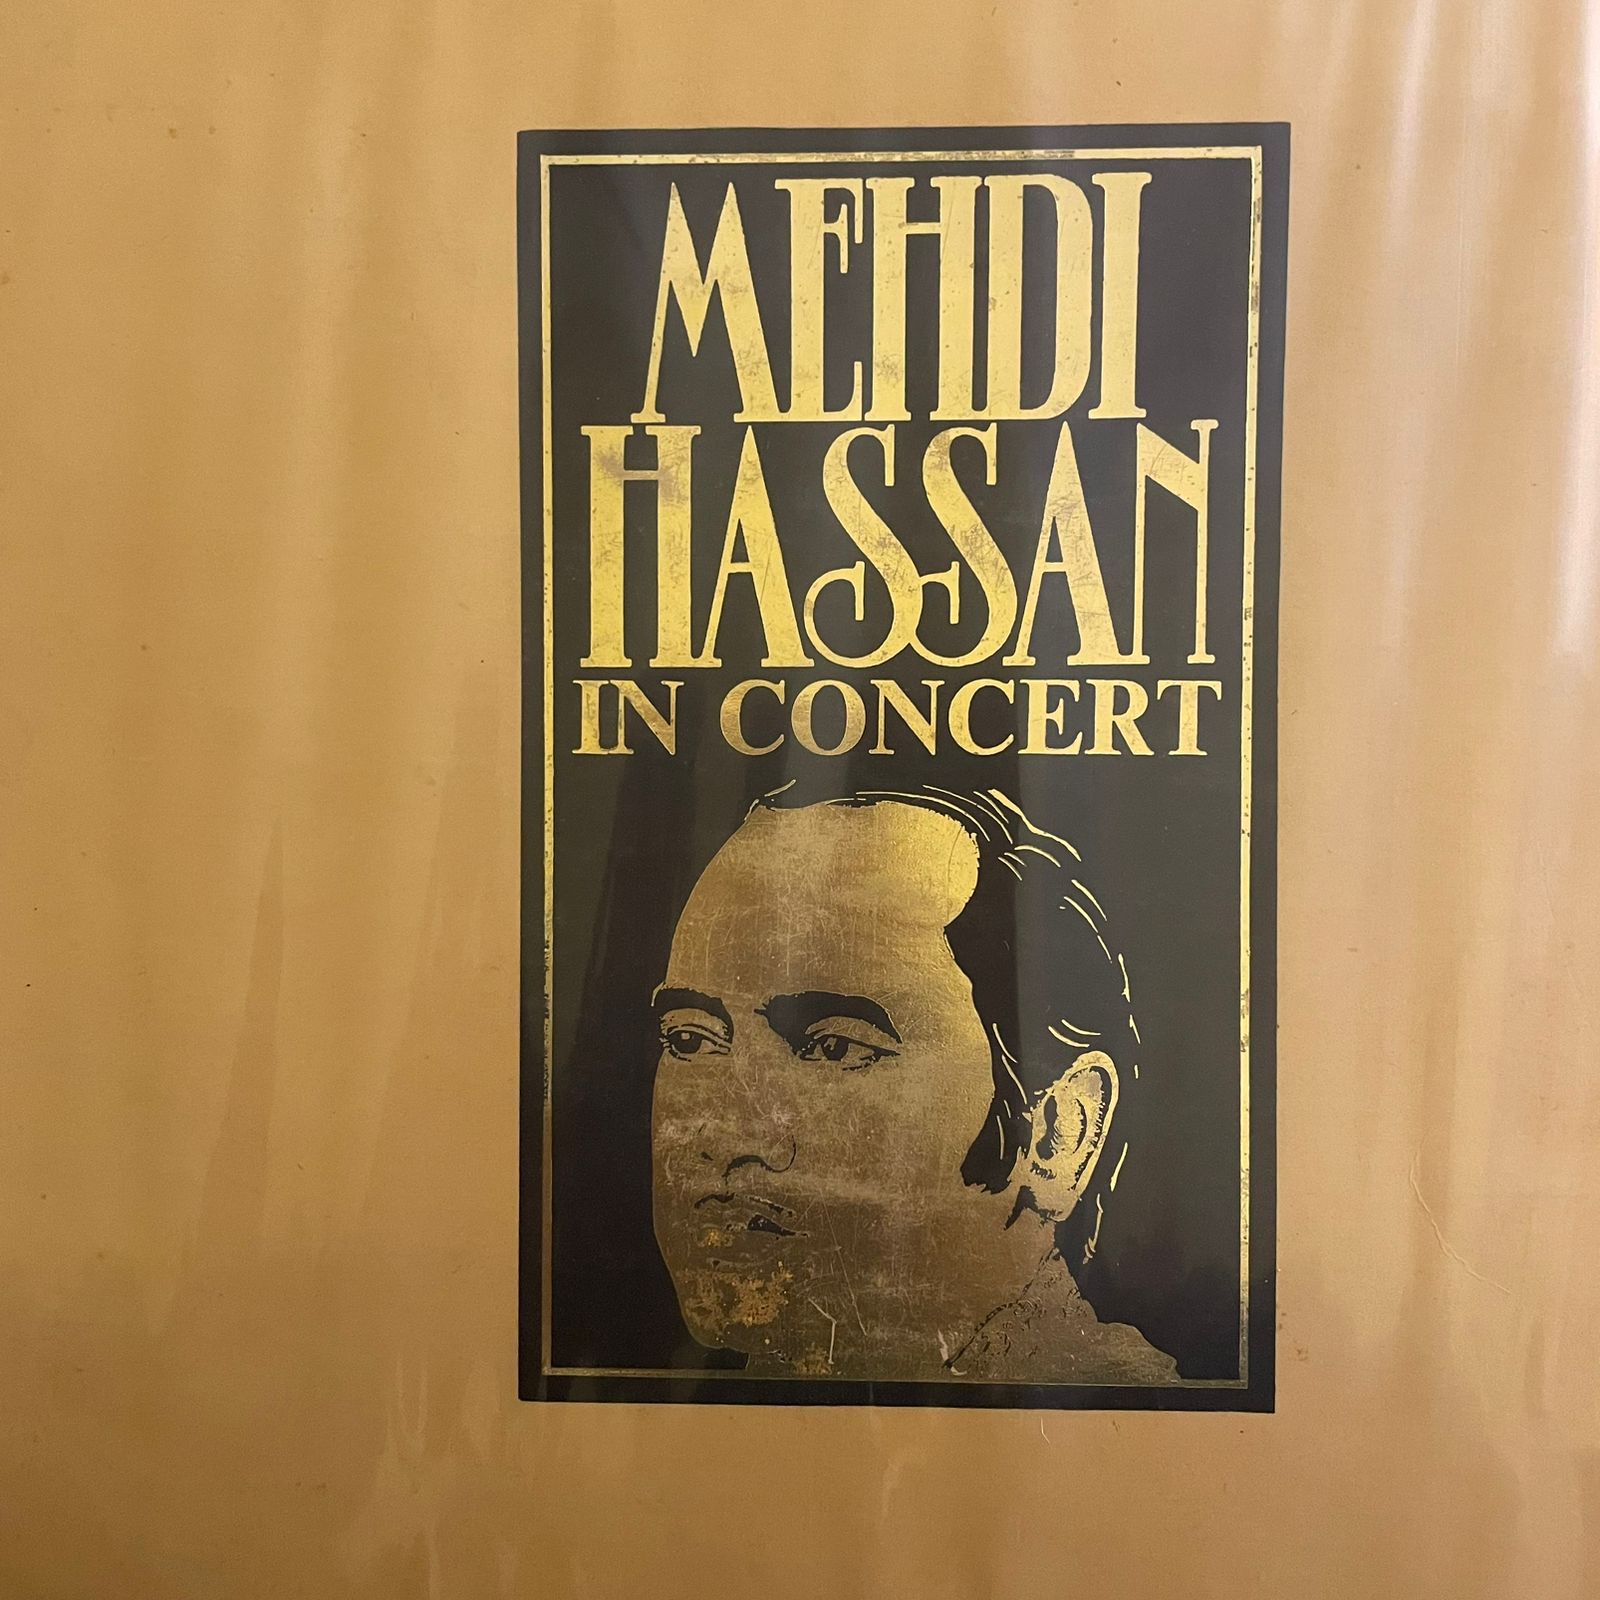 MEHDI
HASSAN
IN CONCERT